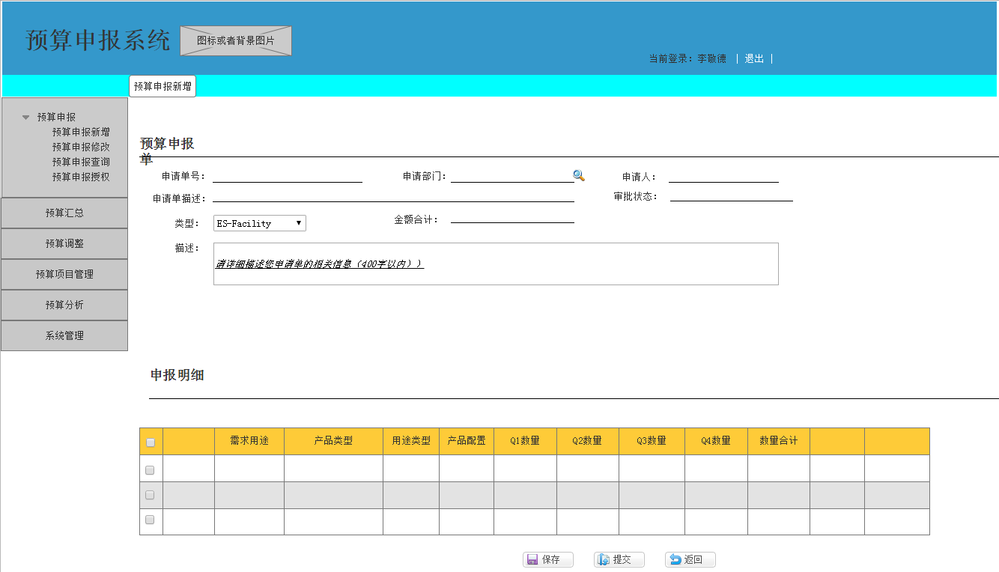 预算申报系统
图标或者背景图片
当前登录: 李敬德 | 退出 |
预算申报新增
预算申报
预算申报新增
预算申报修改
预算申报查询
预算申报授权
预算汇总
预算调整
预算项目管理
预算分析
系统管理
预算申报
单
申请单号: 申请部门: 申请人:
申请单描述: 审批状态:
类型: ES-Facility 金额合计:
描述:
请详细描述您申请单的相关信息（400字以内））
申报明细
需求用途 产品类型 用途类型 产品配置 Q1数量 Q2数量 Q3数量 Q4数量 数量合计
保存 提交 返回